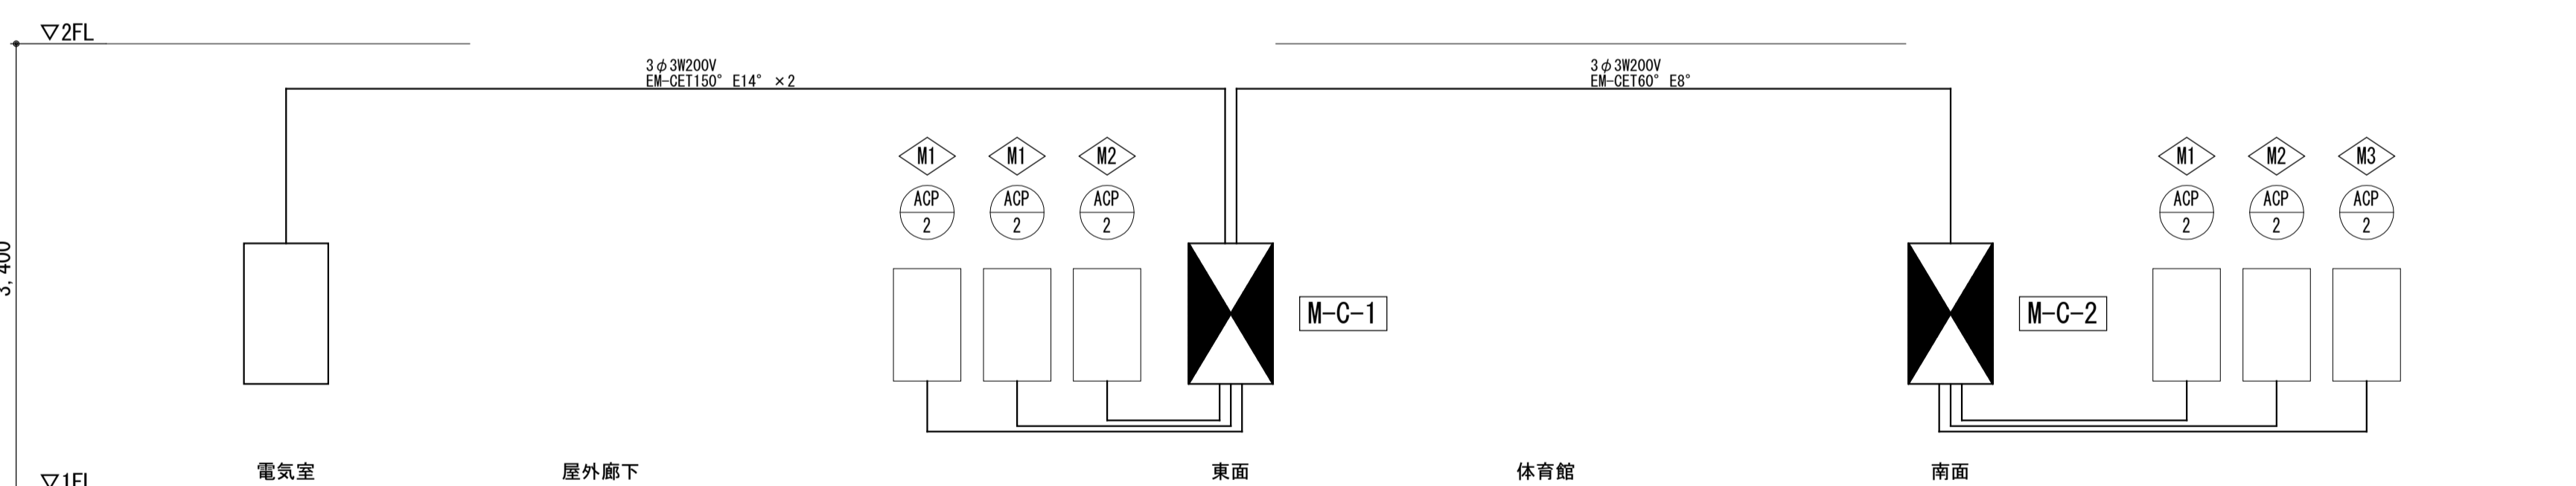 ▽2FL
3φ3W200V
EM-CET150° E14° ×2
3φ3W200V
EM-CET60° E8°
M1 M1 M2
M1 M2 M3
ACP ACP ACP
2 2 2
ACP ACP ACP
2 2 2
3,400
M-C-1
M-C-2
電気室 屋外廊下 東面 体育館 南面
▽1FL